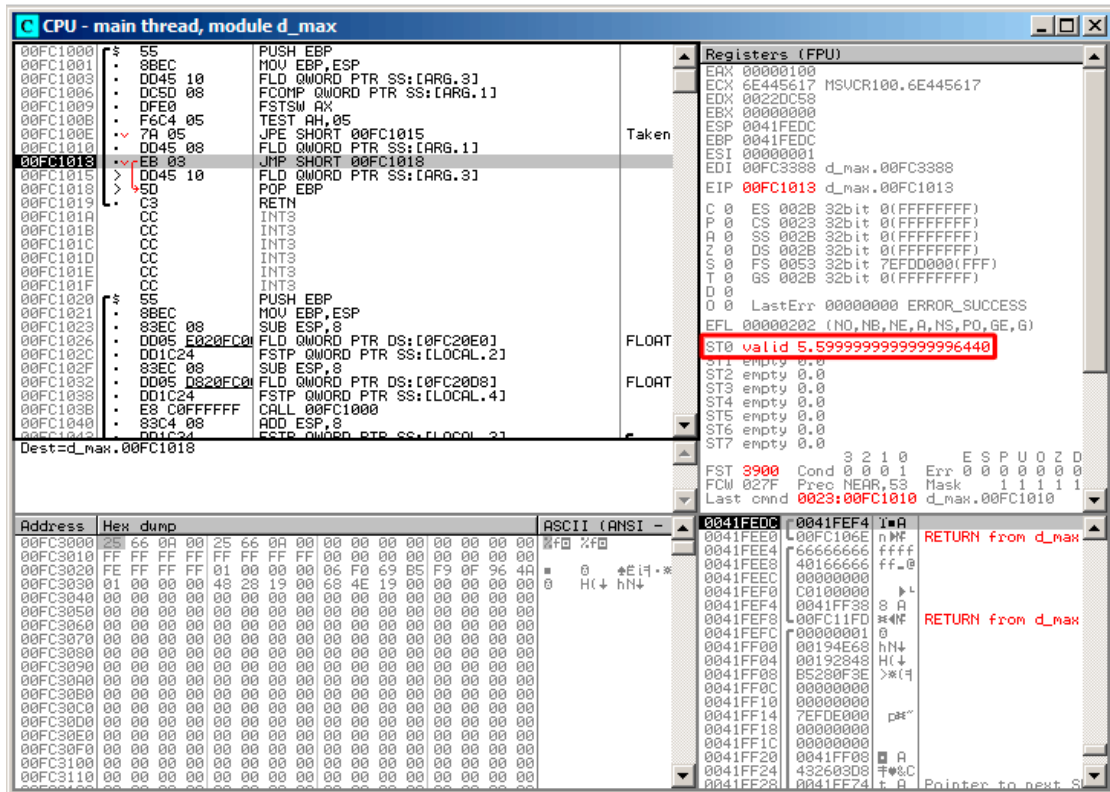 CPU - main thread, module d_max
00FC1000 $ 55 PUSH EBP
00FC1001 . 8BEC MOV EBP,ESP
00FC1003 . DD45 10 FLD QWORD PTR SS:[ARG.3]
00FC1006 . DC5D 08 FCOMP QWORD PTR SS:[ARG.1]
00FC1009 . DFE0 FSTSW AX
00FC100B . F6C4 05 TEST AH,05
00FC100E . 7A 05 JPE SHORT 00FC1015 Taken
00FC1010 . DD45 08 FLD QWORD PTR SS:[ARG.1]
00FC1013 . EB 03 JMP SHORT 00FC1018
00FC1015 > DD45 10 FLD QWORD PTR SS:[ARG.3]
00FC1018 > 5D POP EBP
00FC1019 . C3 RETN
00FC101A CC INT3
00FC101B CC INT3
00FC101C CC INT3
00FC101D CC INT3
00FC101E CC INT3
00FC101F CC INT3
00FC1020 $ 55 PUSH EBP
00FC1021 . 8BEC MOV EBP,ESP
00FC1023 . 83EC 08 SUB ESP,8
00FC1026 . DD05 E020FC0 FLD QWORD PTR DS:[0FC20E0] FLOAT
00FC102C . DD1C24 FSTP QWORD PTR SS:[LOCAL.2]
00FC102F . 83EC 08 SUB ESP,8
00FC1032 . DD05 D820FC0 FLD QWORD PTR DS:[0FC20D8] FLOAT
00FC1038 . DD1C24 FSTP QWORD PTR SS:[LOCAL.4]
00FC103B . E8 C0FFFFFF CALL 00FC1000
00FC1040 . 83C4 08 ADD ESP,8
00FC1043 . DD1C24 FSTP QWORD PTR SS:[LOCAL.2]
Dest=d_max.00FC1018
Registers (FPU)
EAX 00000100
ECX 6E445617 MSVCR100.6E445617
EDX 0022DC58
EBX 00000000
ESP 0041FEDC
EBP 0041FEDC
ESI 00000001
EDI 00FC3388 d_max.00FC3388
EIP 00FC1013 d_max.00FC1013
C 0 ES 002B 32bit 0(FFFFFFFF)
P 0 CS 0023 32bit 0(FFFFFFFF)
A 0 SS 002B 32bit 0(FFFFFFFF)
Z 0 DS 002B 32bit 0(FFFFFFFF)
S 0 FS 0053 32bit 7EFDD000(FFF)
T 0 GS 002B 32bit 0(FFFFFFFF)
D 0
O 0 LastErr 00000000 ERROR_SUCCESS
EFL 00000202 (NO,NB,NE,A,NS,PO,GE,G)
ST0 valid 5.5999999999999996440
ST1 empty 0.0
ST2 empty 0.0
ST3 empty 0.0
ST4 empty 0.0
ST5 empty 0.0
ST6 empty 0.0
ST7 empty 0.0
3 2 1 0 E S P U O Z D
FST 3900 Cond 0 0 0 1 Err 0 0 0 0 0 0 0
FCW 027F Prec NEAR,53 Mask 1 1 1 1 1
Last cmnd 0023:00FC1010 d_max.00FC1010
Address Hex dump ASCII (ANSI -
00FC3000 25 66 0A 00 25 66 0A 00 00 00 00 00 00 00 00 00 %f %f
00FC3010 FF FF FF FF FF FF FF FF 00 00 00 00 00 00 00 00
00FC3020 FE FF FF FF 01 00 00 00 06 F0 69 B5 F9 0F 96 4A
00FC3030 01 00 00 00 48 28 19 00 68 4E 19 00 00 00 00 00 H(↓ hN↓
00FC3040 00 00 00 00 00 00 00 00 00 00 00 00 00 00 00 00
00FC3050 00 00 00 00 00 00 00 00 00 00 00 00 00 00 00 00
00FC3060 00 00 00 00 00 00 00 00 00 00 00 00 00 00 00 00
00FC3070 00 00 00 00 00 00 00 00 00 00 00 00 00 00 00 00
00FC3080 00 00 00 00 00 00 00 00 00 00 00 00 00 00 00 00
00FC3090 00 00 00 00 00 00 00 00 00 00 00 00 00 00 00 00
00FC30A0 00 00 00 00 00 00 00 00 00 00 00 00 00 00 00 00
00FC30B0 00 00 00 00 00 00 00 00 00 00 00 00 00 00 00 00
00FC30C0 00 00 00 00 00 00 00 00 00 00 00 00 00 00 00 00
00FC30D0 00 00 00 00 00 00 00 00 00 00 00 00 00 00 00 00
00FC30E0 00 00 00 00 00 00 00 00 00 00 00 00 00 00 00 00
00FC30F0 00 00 00 00 00 00 00 00 00 00 00 00 00 00 00 00
00FC3100 00 00 00 00 00 00 00 00 00 00 00 00 00 00 00 00
00FC3110 00 00 00 00 00 00 00 00 00 00 00 00 00 00 00 00
0041FEDC 0041FEF4
0041FEE0 00FC106E RETURN from d_max
0041FEE4 66666666 ffff
0041FEE8 40166666 ff_@
0041FEEC 00000000
0041FEF0 C0100000
0041FEF4 0041FF38 8 A
0041FEF8 00FC11FD RETURN from d_max
0041FEFC 00000001
0041FF00 00194E68 hN↓
0041FF04 00192848 H(↓
0041FF08 B5280F3E
0041FF0C 00000000
0041FF10 00000000
0041FF14 7EFDE000
0041FF18 00000000
0041FF1C 00000000
0041FF20 0041FF08
0041FF24 432603D8
0041FF28 0041FF74 t A Pointer to next S